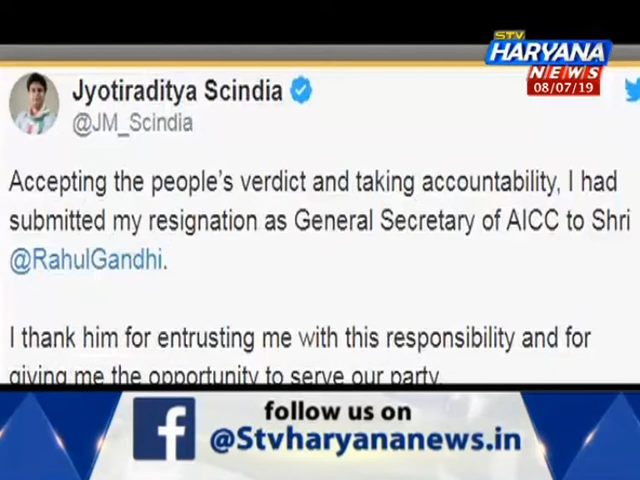 STV
HARYANA
NEWS
08/07/19
Jyotiraditya Scindia
@JM_Scindia
Accepting the people's verdict and taking accountability, I had
submitted my resignation as General Secretary of AICC to Shri
@RahulGandhi.
I thank him for entrusting me with this responsibility and for
giving me the opportunity to serve our party.
follow us on
@Stvharyananews.in